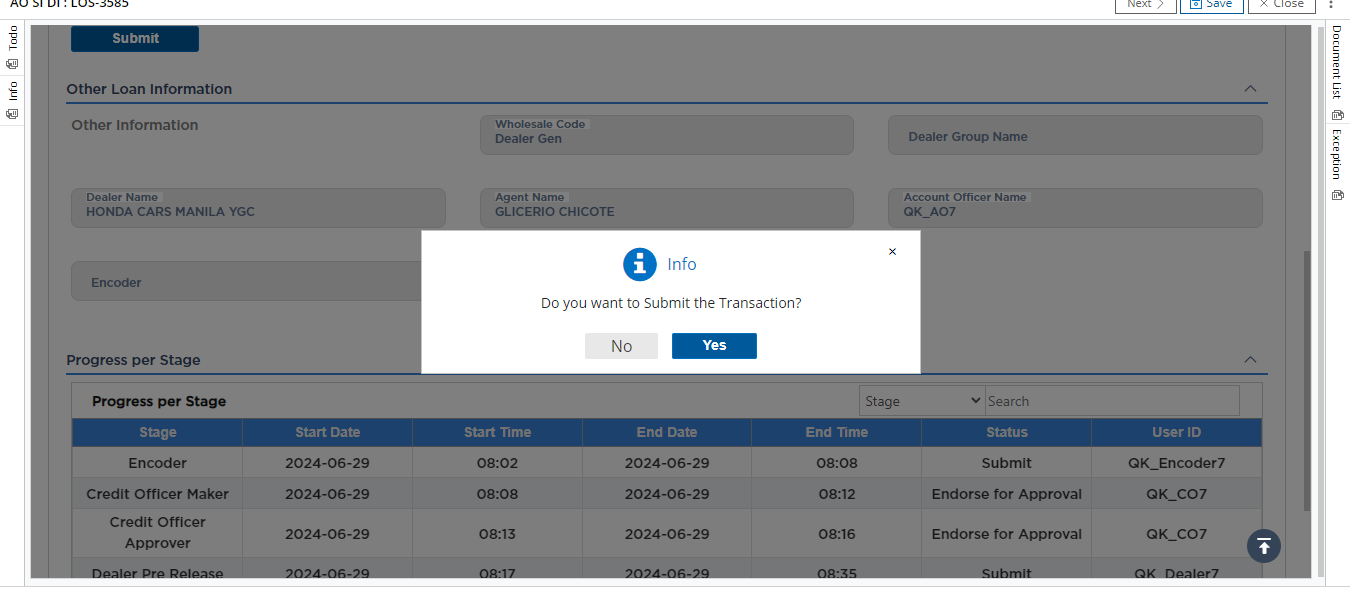 AO SI DI : LOS-3585
Next
Save
Close
Todo
Info
Document List
Exception
Submit
Other Loan Information
Other Information
Wholesale Code
Dealer Gen
Dealer Group Name
Dealer Name
HONDA CARS MANILA YGC
Agent Name
GLICERIO CHICOTE
Account Officer Name
QK_AO7
Encoder
Info
Do you want to Submit the Transaction?
No
Yes
Progress per Stage
Progress per Stage
Stage
Search
Stage Start Date Start Time End Date End Time Status User ID
Encoder 2024-06-29 08:02 2024-06-29 08:08 Submit QK_Encoder7
Credit Officer Maker 2024-06-29 08:08 2024-06-29 08:12 Endorse for Approval QK_CO7
Credit Officer
Approver 2024-06-29 08:13 2024-06-29 08:16 Endorse for Approval QK_CO7
Dealer Pre Release 2024-06-29 08:17 2024-06-29 08:35 Submit QK_Dealer7